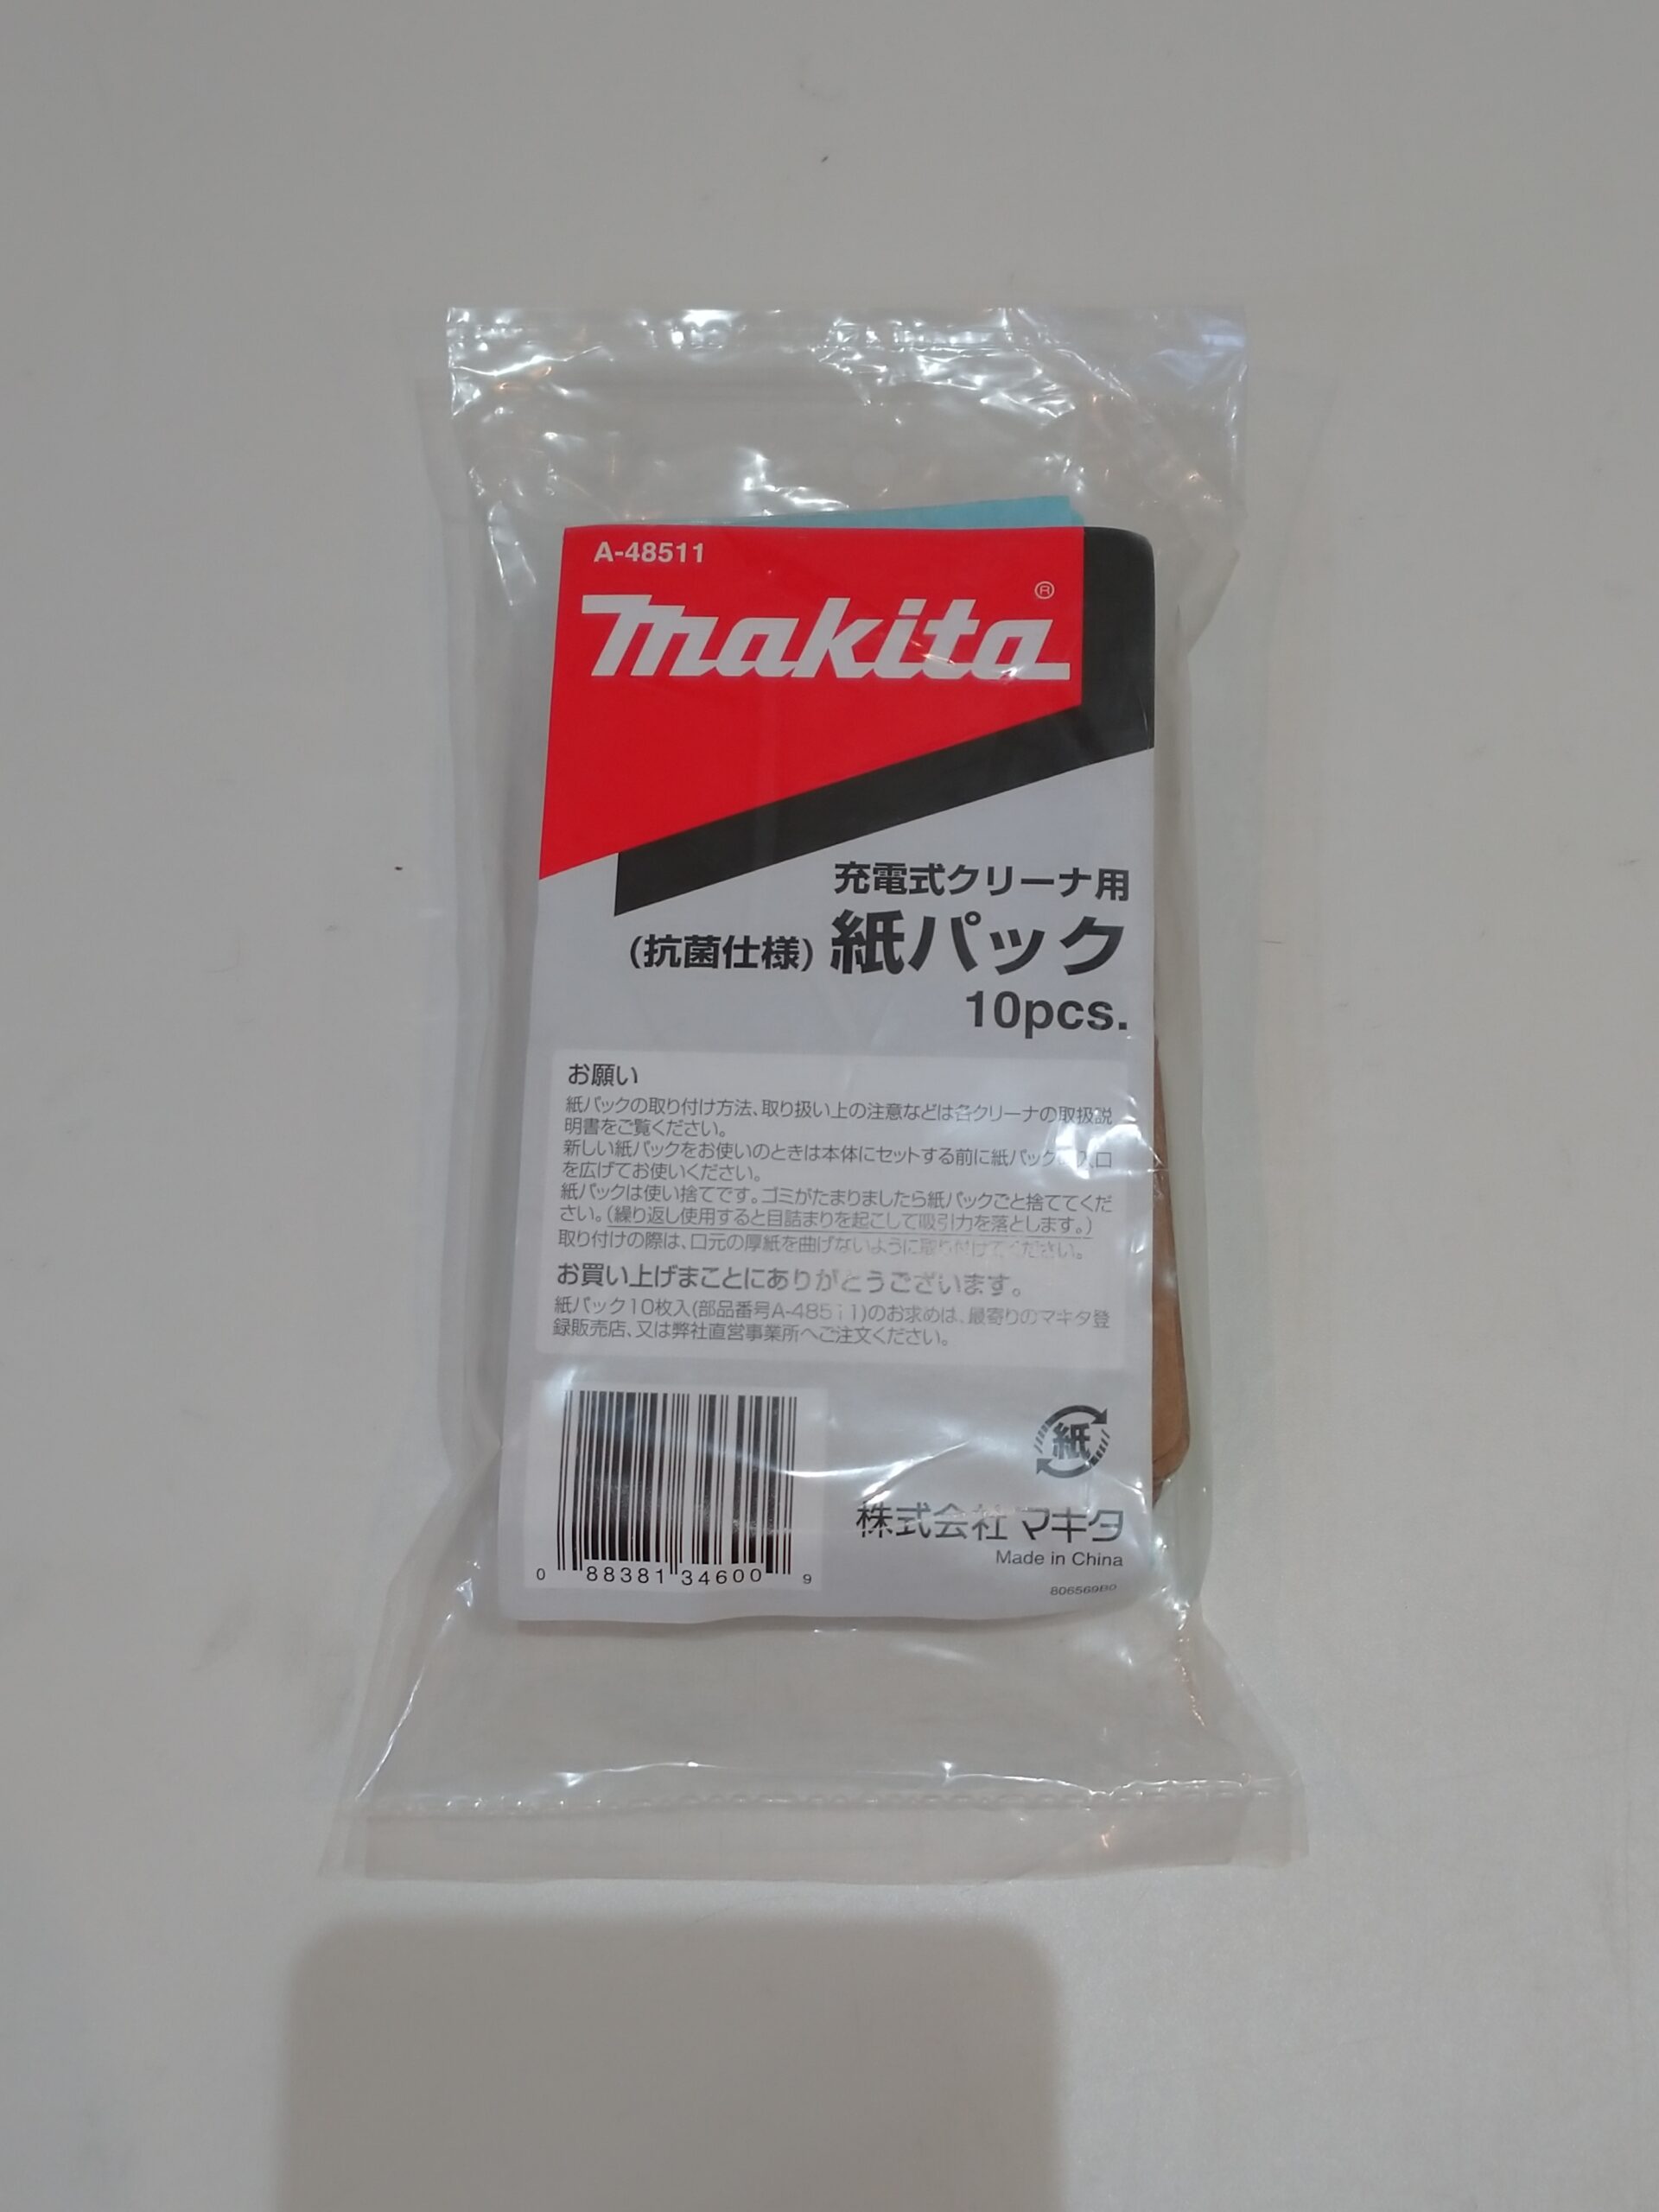 A-48511
makita®
充電式クリーナ用
(抗菌仕様) 紙パック
10pcs.
お願い
紙パックの取り付け方法、取り扱い上の注意などは各クリーナの取扱説
明書をご覧ください。
新しい紙パックをお使いのときは本体にセットする前に紙パックの入口
を広げてお使いください。
紙パックは使い捨てです。ゴミがたまりましたら紙パックごと捨ててくだ
さい。(繰り返し使用すると目詰まりを起こして吸引力を落とします。)
取り付けの際は、口元の厚紙を曲げないように取り付けてください。
お買い上げまことにありがとうございます。
紙パック10枚入(部品番号A-48511)のお求めは、最寄りのマキタ登
録販売店、又は弊社直営事業所へご注文ください。
紙
0 88381 34600 9
株式会社 マキタ
Made in China
806569B0